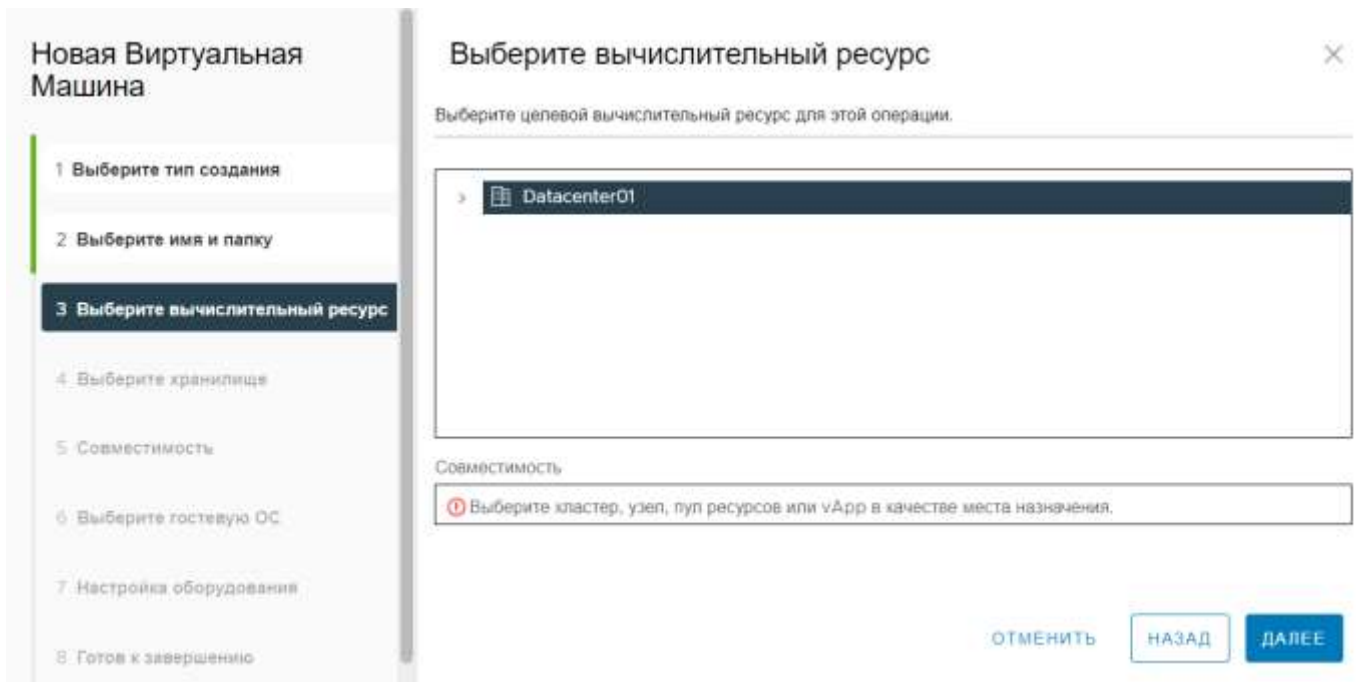 Новая Виртуальная
Машина
1 Выберите тип создания
2 Выберите имя и папку
3 Выберите вычислительный ресурс
4 Выберите хранилище
5 Совместимость
6 Выберите гостевую ОС
7 Настройка оборудования
8 Готов к завершению
Выберите вычислительный ресурс
Выберите целевой вычислительный ресурс для этой операции.
Datacenter01
Совместимость
Выберите кластер, узел, пул ресурсов или vApp в качестве места назначения.
ОТМЕНИТЬ
НАЗАД
ДАЛЕЕ